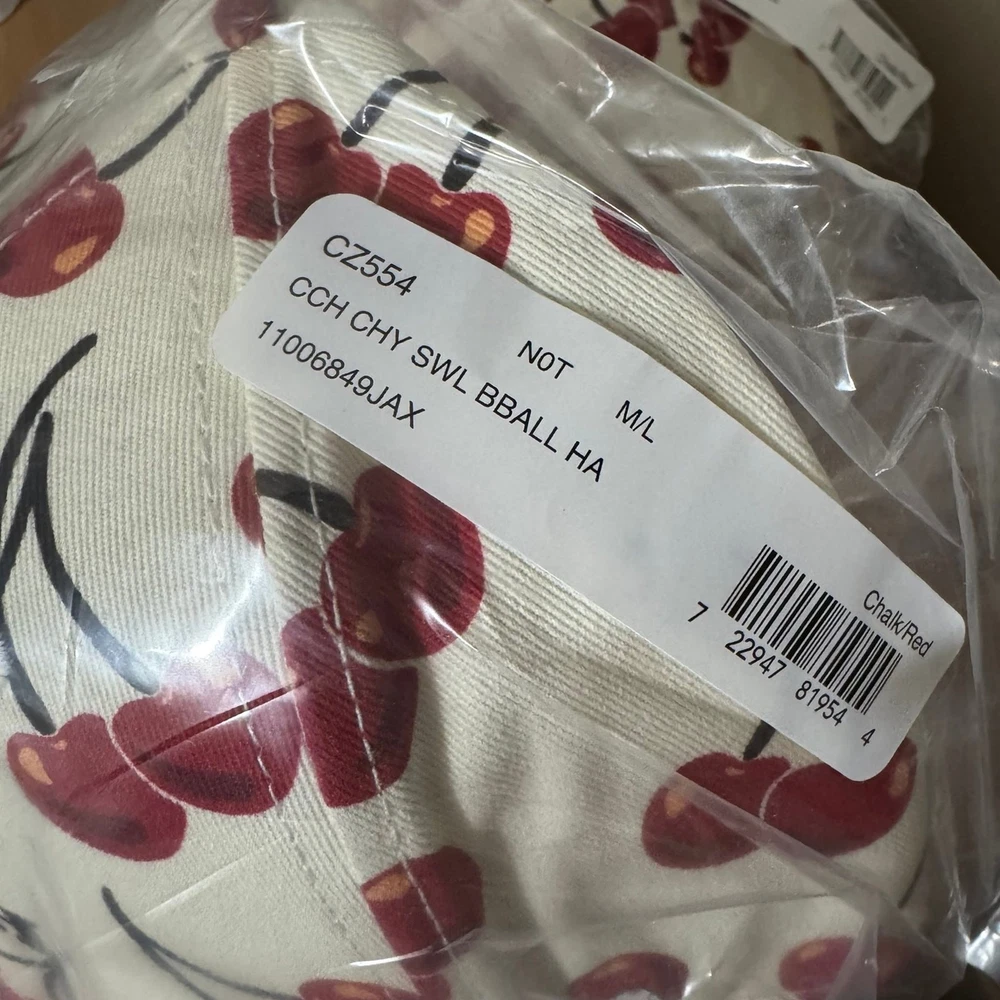 CZ554 N0T M/L
CCH CHY SWL BBALL HA
11006849JAX
Chalk/Red
7 22947 81954 4